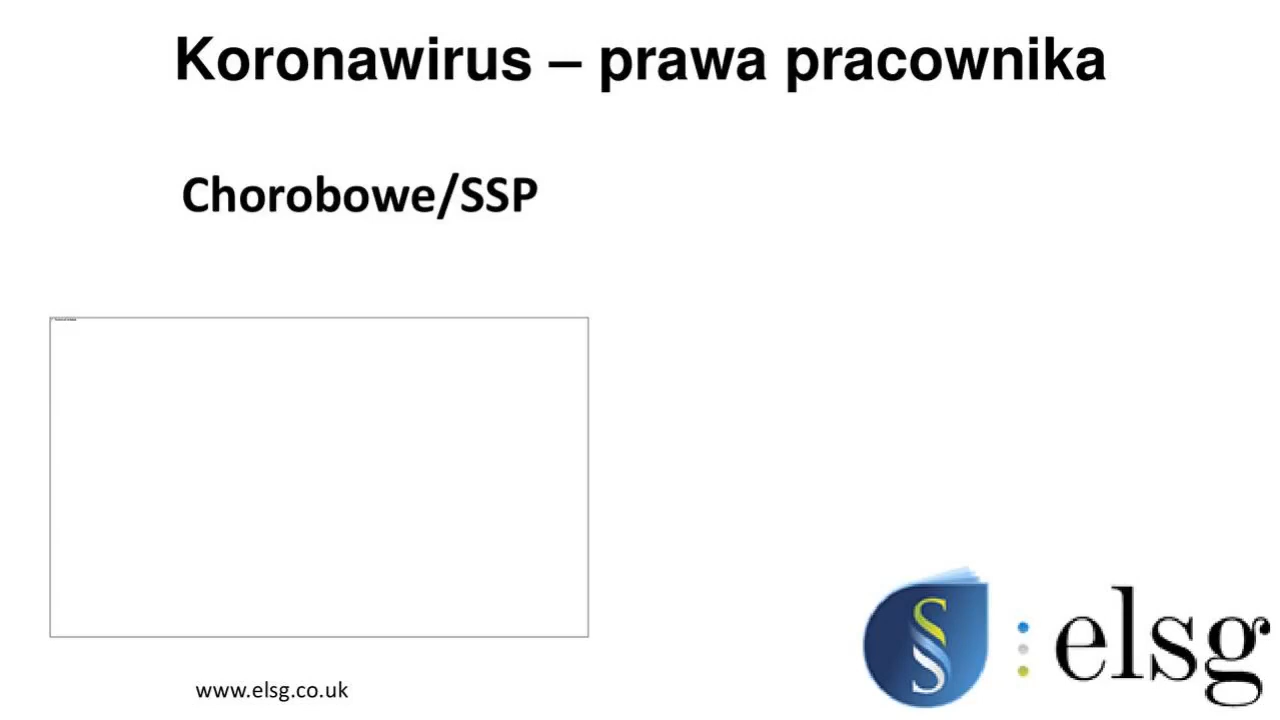 Koronawirus – prawa pracownika
Chorobowe/SSP
www.elsg.co.uk
elsg